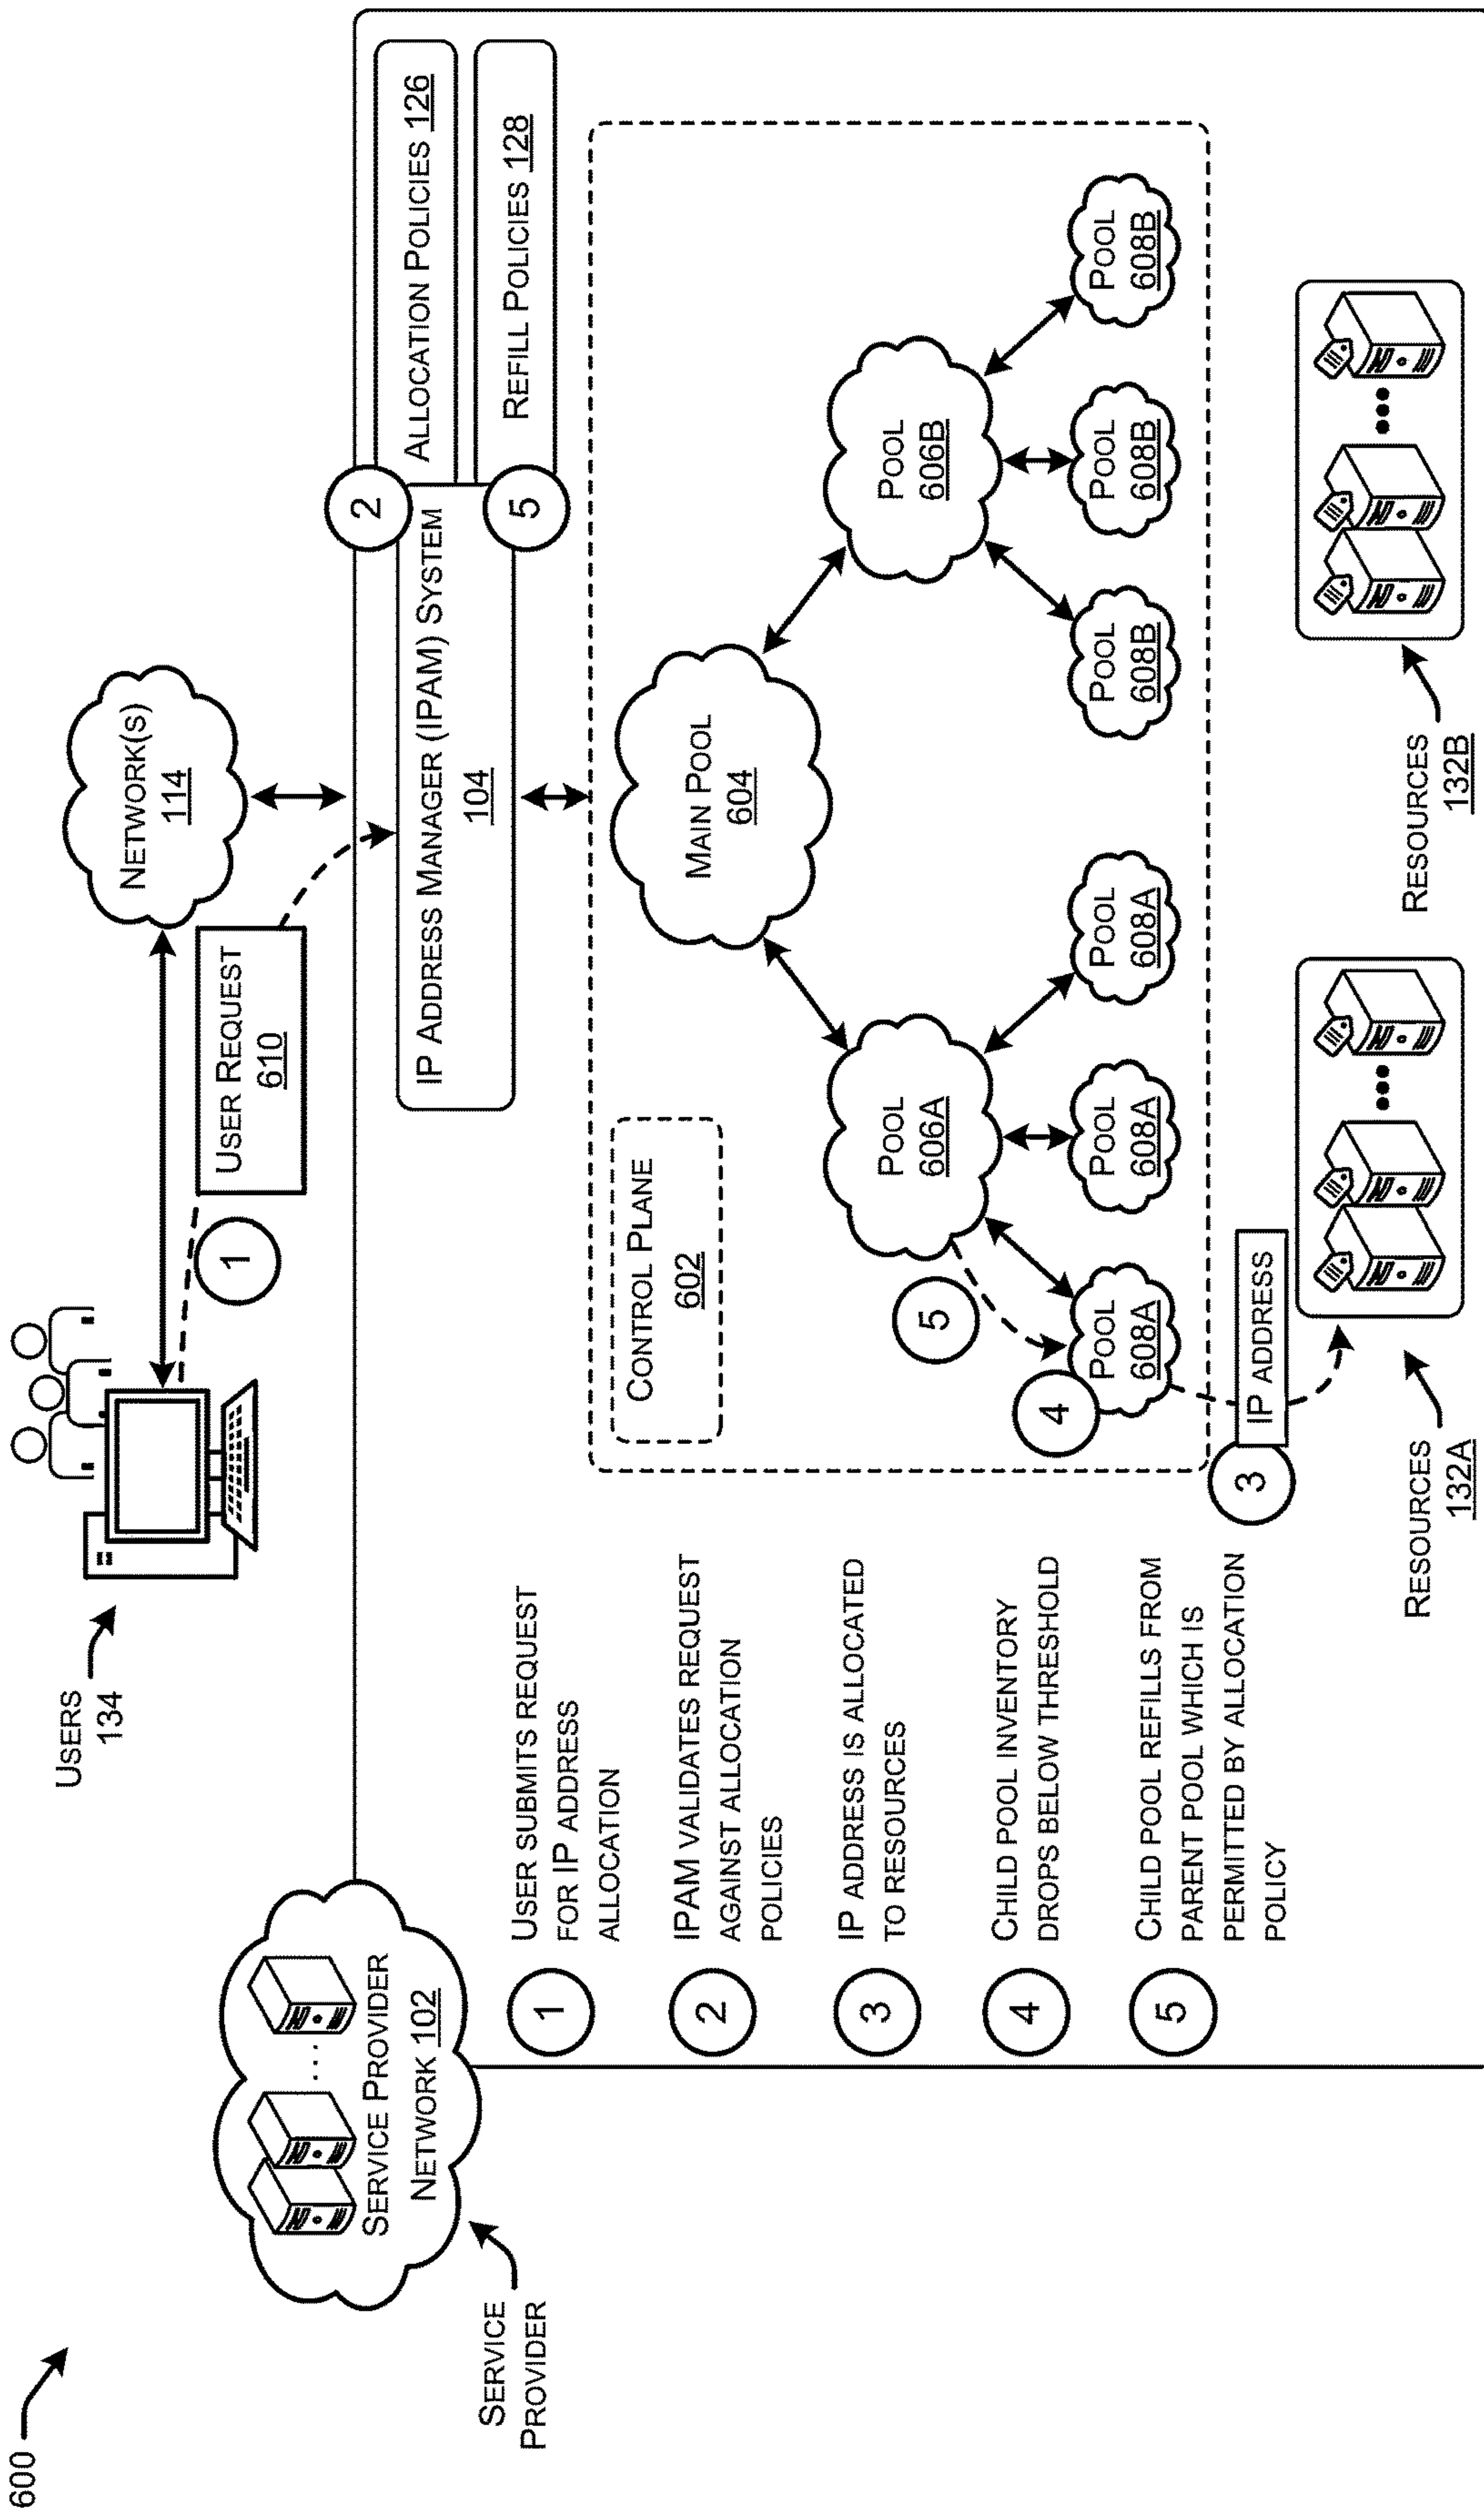 600
USERS
134
NETWORK(S)
114
1
USER REQUEST
610
SERVICE PROVIDER
NETWORK 102
SERVICE
PROVIDER
2
ALLOCATION POLICIES 126
IP ADDRESS MANAGER (IPAM) SYSTEM
104
5
REFILL POLICIES 128
1
USER SUBMITS REQUEST
FOR IP ADDRESS
ALLOCATION
2
IPAM VALIDATES REQUEST
AGAINST ALLOCATION
POLICIES
3
IP ADDRESS IS ALLOCATED
TO RESOURCES
4
CHILD POOL INVENTORY
DROPS BELOW THRESHOLD
5
CHILD POOL REFILLS FROM
PARENT POOL WHICH IS
PERMITTED BY ALLOCATION
POLICY
CONTROL PLANE
602
MAIN POOL
604
POOL
606A
POOL
606B
5
4
POOL
608A
POOL
608A
POOL
608A
POOL
608B
POOL
608B
POOL
608B
3
IP ADDRESS
RESOURCES
132A
RESOURCES
132B